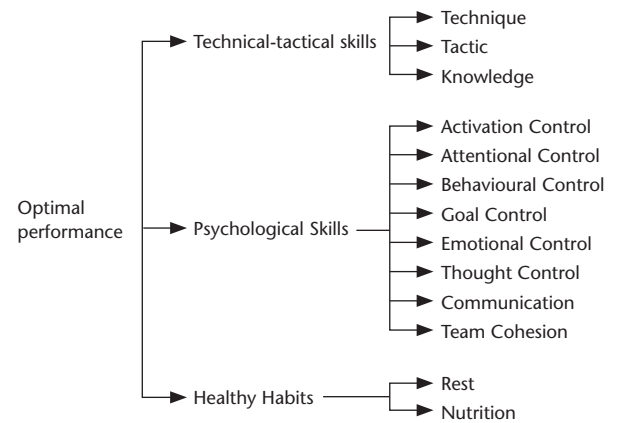 Optimal
performance
Technical-tactical skills
Technique
Tactic
Knowledge
Psychological Skills
Activation Control
Attentional Control
Behavioural Control
Goal Control
Emotional Control
Thought Control
Communication
Team Cohesion
Healthy Habits
Rest
Nutrition